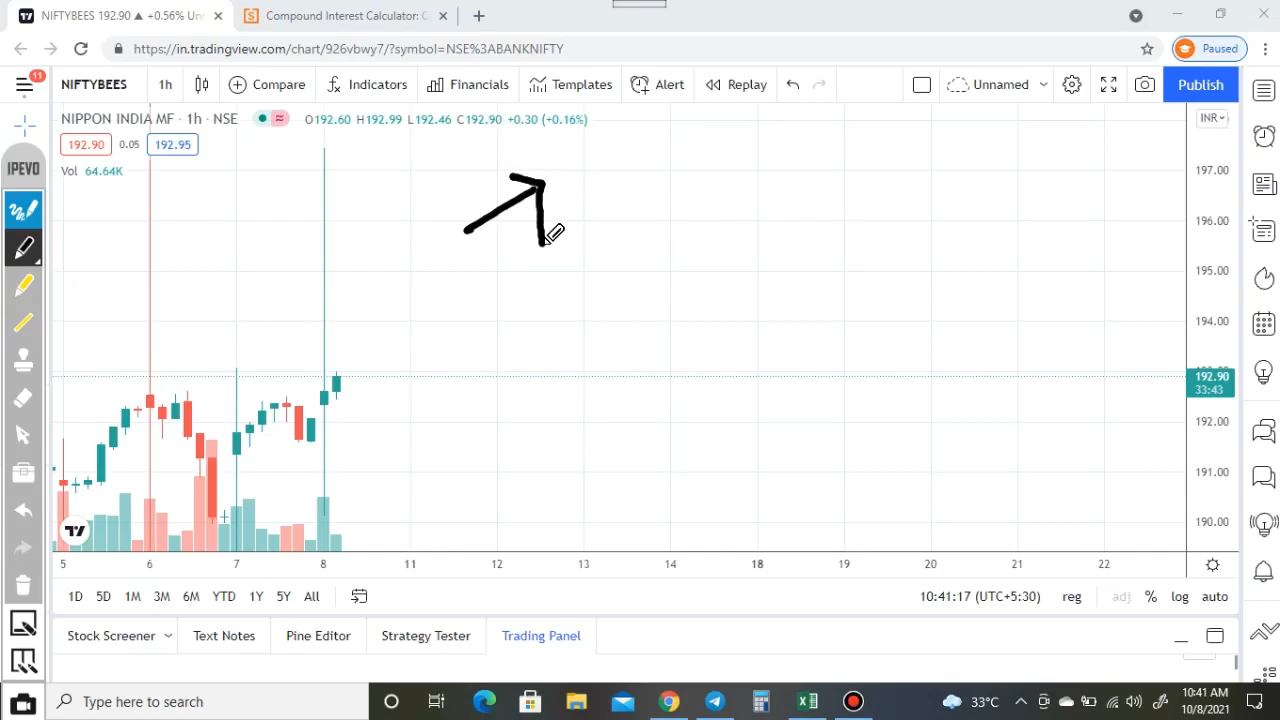 NIFTYBEES 192.90 ▲ +0.56% Unn
Compound Interest Calculator: C
https://in.tradingview.com/chart/926vbwy7/?symbol=NSE%3ABANKNIFTY
Paused
11
NIFTYBEES 1h Compare Indicators Financials Templates Alert Replay Unnamed Publish
NIPPON INDIA MF · 1h · NSE O192.60 H192.99 L192.46 C192.90 +0.30 (+0.16%)
INR
192.90 0.05 192.95
IPEVO
Vol 64.64K
197.00
196.00
195.00
194.00
192.90
33:43
192.00
191.00
190.00
5 6 7 8 11 12 13 14 18 19 20 21 22
1D 5D 1M 3M 6M YTD 1Y 5Y All 10:41:17 (UTC+5:30) reg adj % log auto
Stock Screener Text Notes Pine Editor Strategy Tester Trading Panel
Type here to search
33°C
10:41 AM
10/8/2021